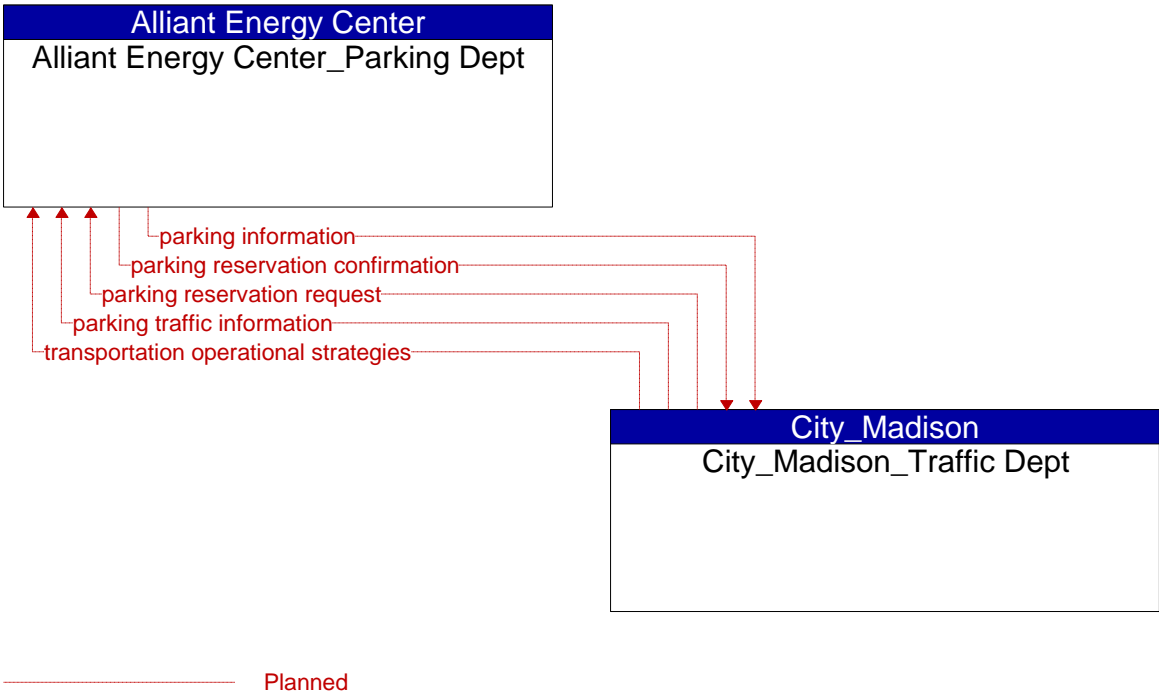 Alliant Energy Center
Alliant Energy Center_Parking Dept
parking information
parking reservation confirmation
parking reservation request
parking traffic information
transportation operational strategies
City_Madison
City_Madison_Traffic Dept
Planned